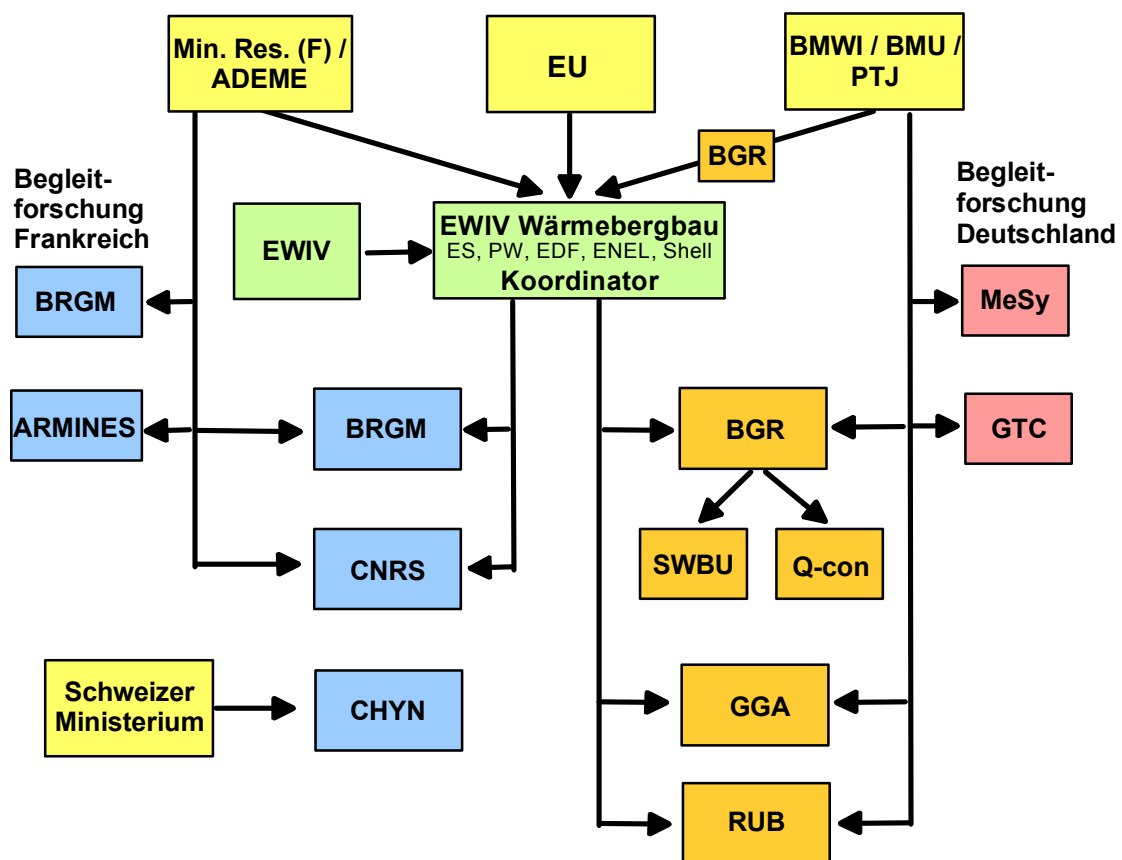 Min. Res. (F) /
ADEME
EU
BMWI / BMU /
PTJ
BGR
Begleit-
forschung
Frankreich
EWIV
EWIV Wärmebergbau
ES, PW, EDF, ENEL, Shell
Koordinator
Begleit-
forschung
Deutschland
BRGM
MeSy
ARMINES
BRGM
BGR
GTC
CNRS
SWBU
Q-con
Schweizer
Ministerium
CHYN
GGA
RUB